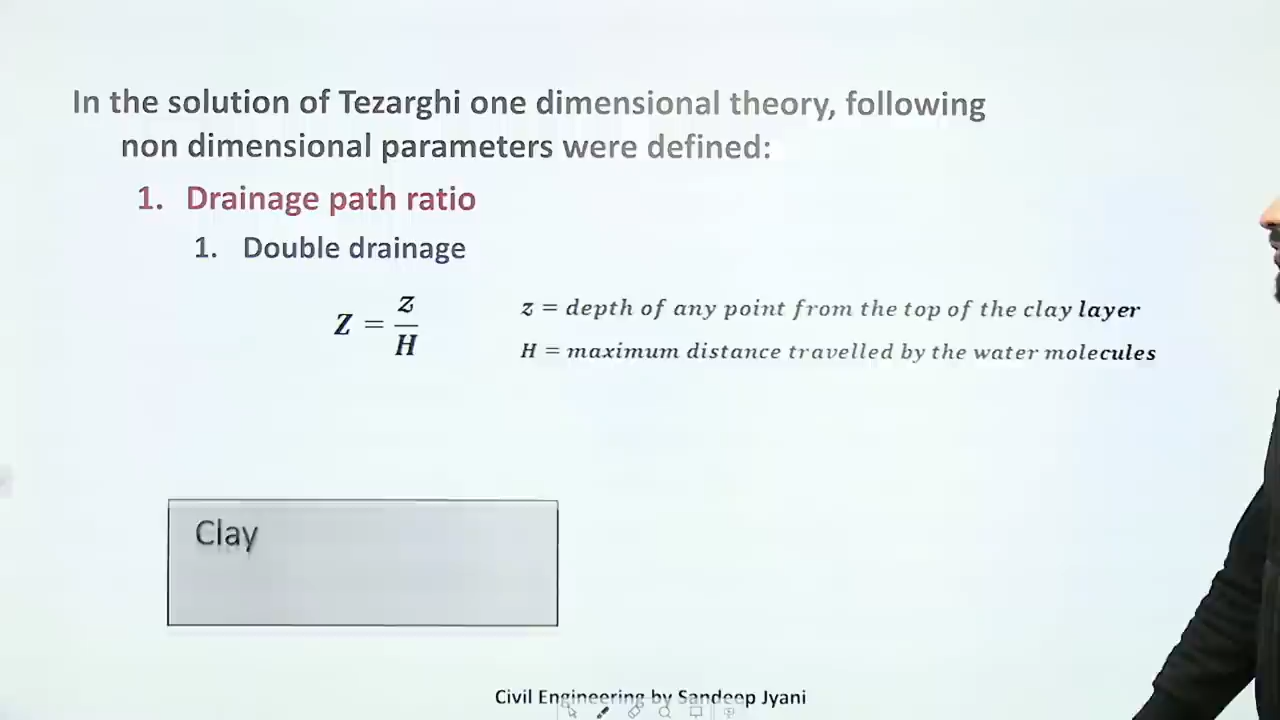 In the solution of Tezarghi one dimensional theory, following
non dimensional parameters were defined:
1. Drainage path ratio
1. Double drainage
Z = z/H
z = depth of any point from the top of the clay layer
H = maximum distance travelled by the water molecules
Clay
Civil Engineering by Sandeep Jyani